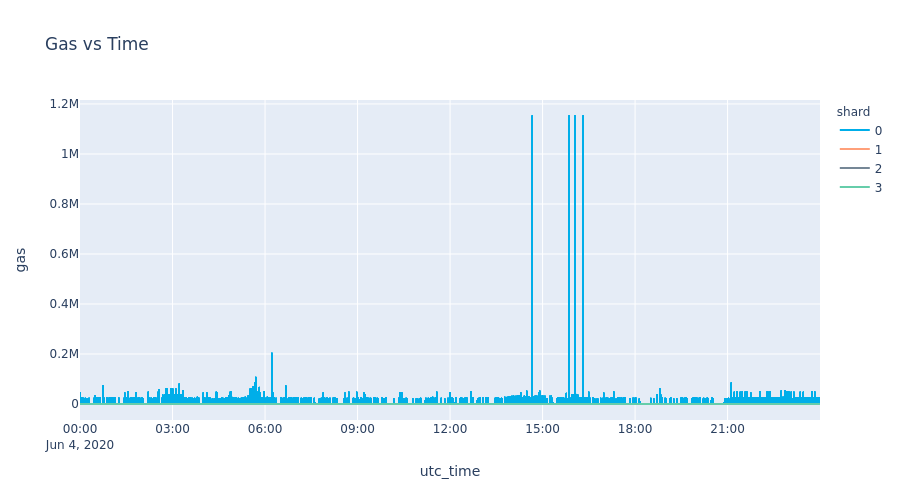 Gas vs Time
shard
0
1
2
3
gas
1.2M
1M
0.8M
0.6M
0.4M
0.2M
0
00:00 03:00 06:00 09:00 12:00 15:00 18:00 21:00
Jun 4, 2020
utc_time